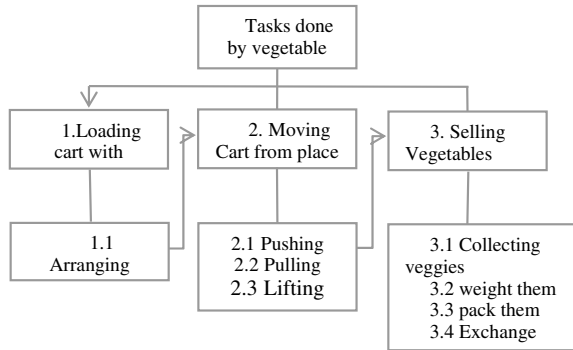 Tasks done
by vegetable
1.Loading
cart with
2. Moving
Cart from place
3. Selling
Vegetables
1.1
Arranging
2.1 Pushing
2.2 Pulling
2.3 Lifting
3.1 Collecting
veggies
3.2 weight them
3.3 pack them
3.4 Exchange